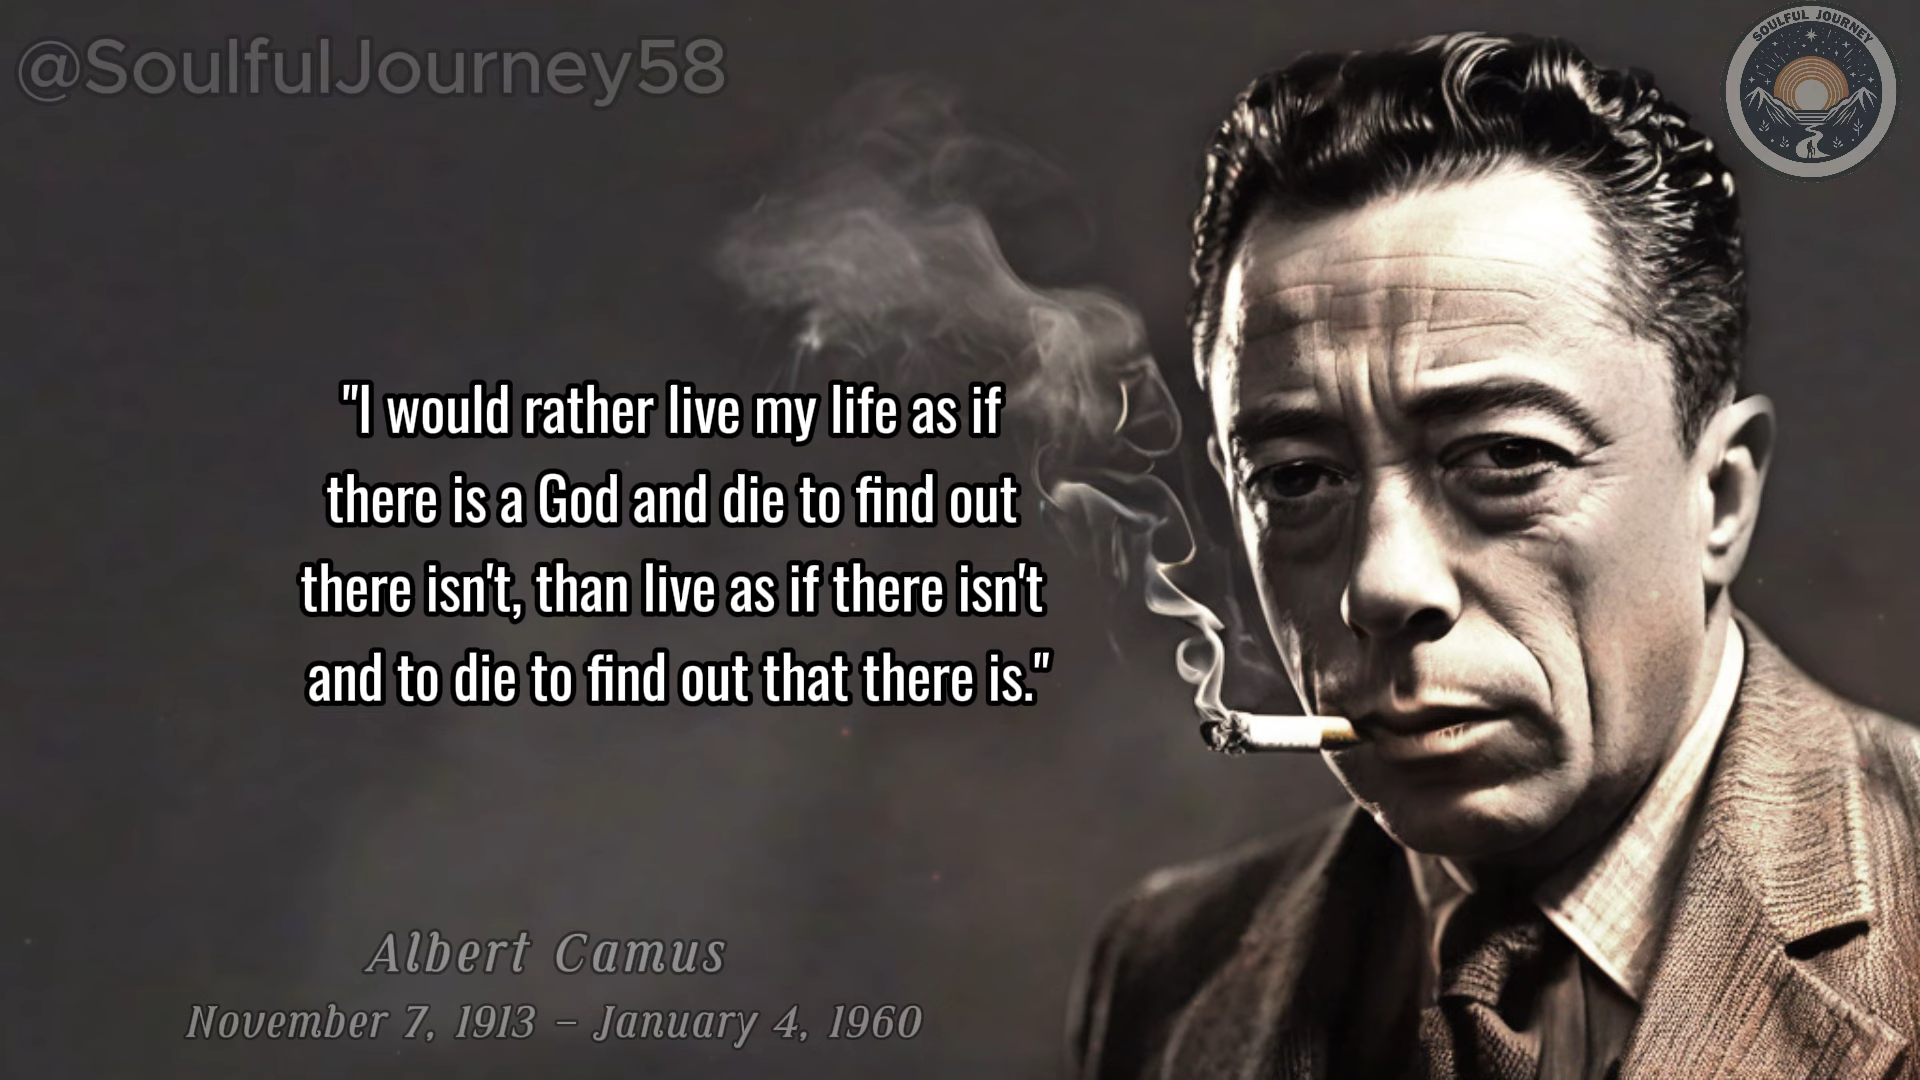 @SoulfulJourney58
SOULFUL JOURNEY
"I would rather live my life as if
there is a God and die to find out
there isn't, than live as if there isn't
and to die to find out that there is."
Albert Camus
November 7, 1913 – January 4, 1960